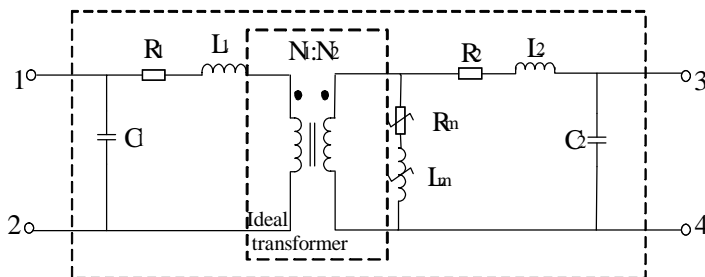 R1
L1
N1:N2
R2
L2
1
3
C1
Rm
C2
Lm
2
Ideal
transformer
4